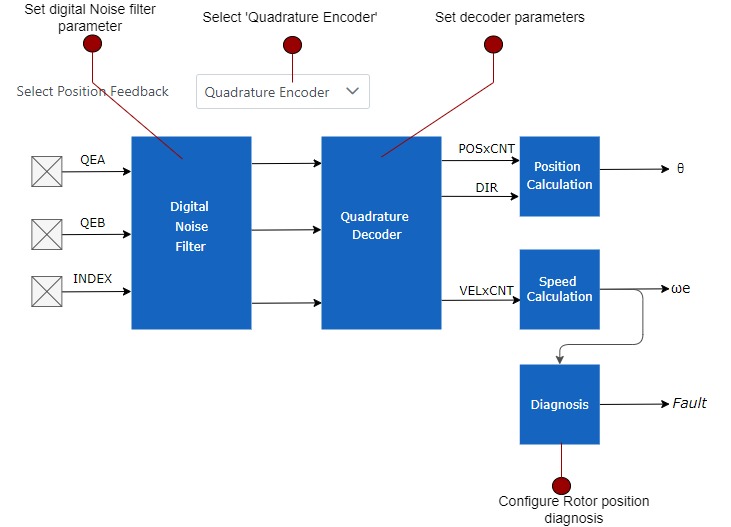 Set digital Noise filter
parameter
Select 'Quadrature Encoder'
Set decoder parameters
Select Position Feedback
Quadrature Encoder
QEA
QEB
INDEX
Digital
Noise
Filter
Quadrature
Decoder
POSxCNT
DIR
VELxCNT
Position
Calculation
θ
Speed
Calculation
ωe
Diagnosis
Fault
Configure Rotor position
diagnosis